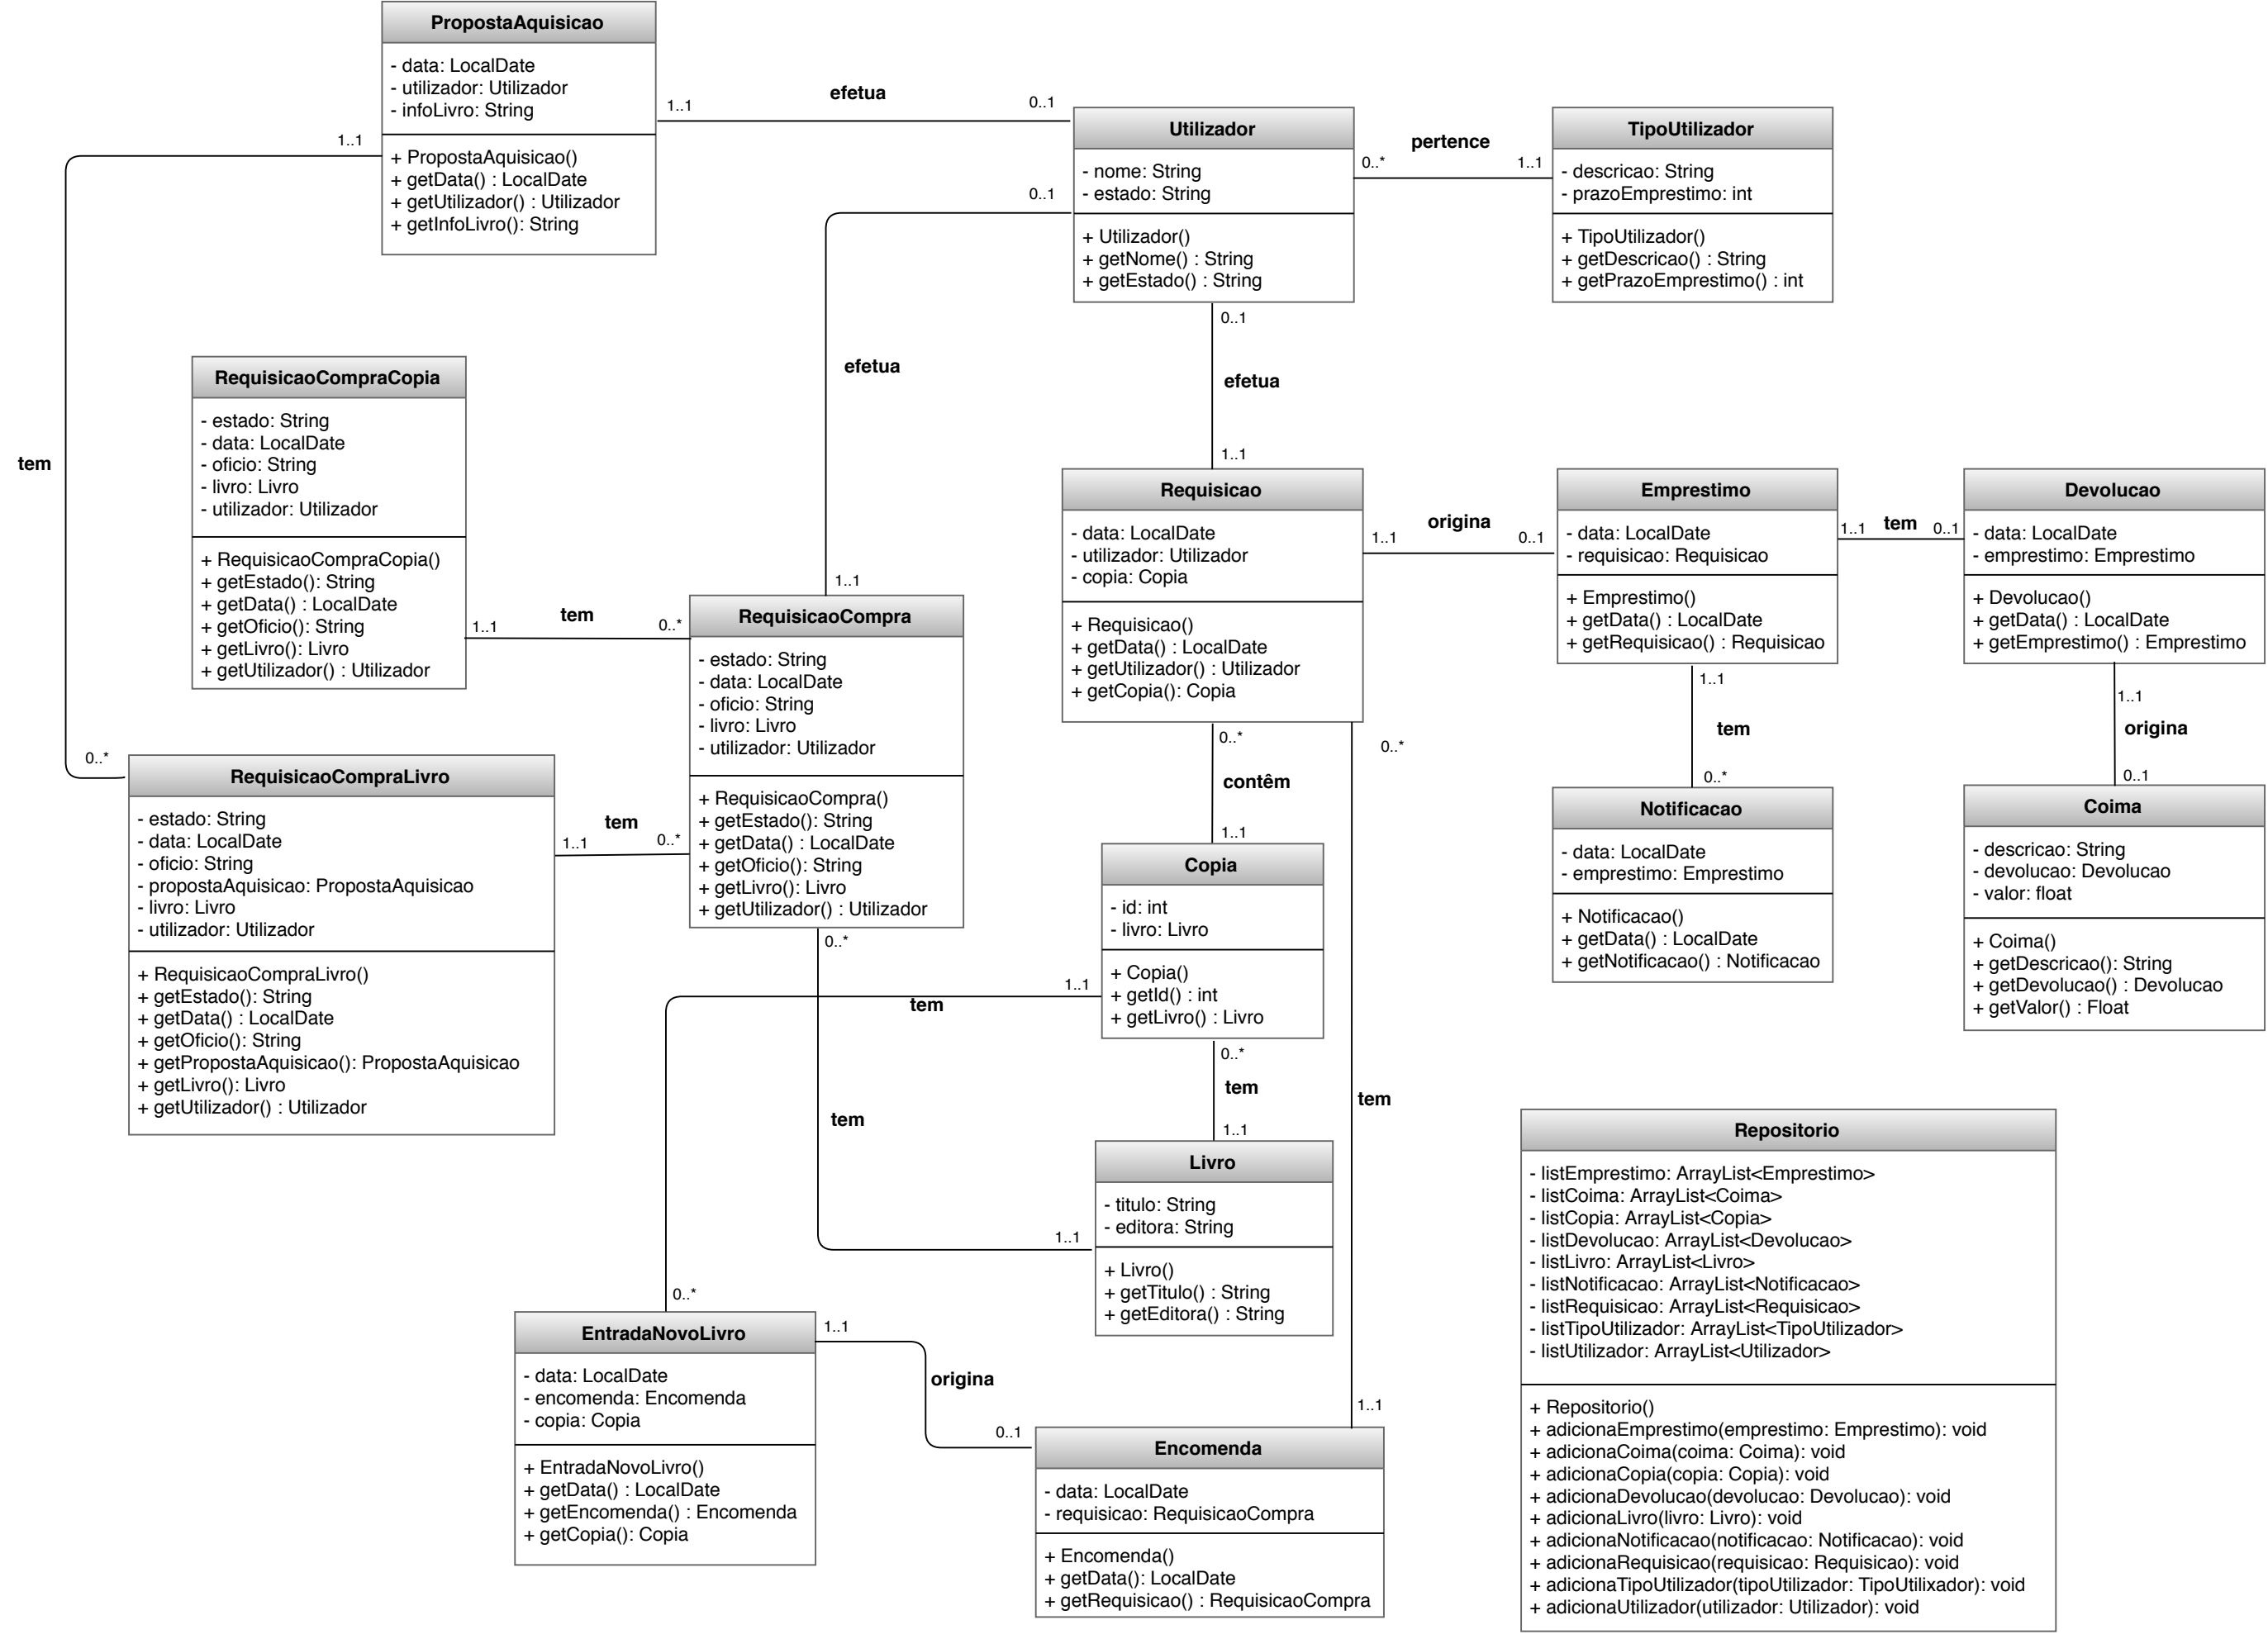 PropostaAquisicao
- data: LocalDate
- utilizador: Utilizador
- infoLivro: String
+ PropostaAquisicao()
+ getData() : LocalDate
+ getUtilizador() : Utilizador
+ getInfoLivro(): String
1..1
efetua
0..1
1..1
tem
0..*
Utilizador
- nome: String
- estado: String
+ Utilizador()
+ getNome() : String
+ getEstado() : String
0..*
pertence
1..1
TipoUtilizador
- descricao: String
- prazoEmprestimo: int
+ TipoUtilizador()
+ getDescricao() : String
+ getPrazoEmprestimo() : int
0..1
efetua
1..1
0..1
efetua
1..1
RequisicaoCompraCopia
- estado: String
- data: LocalDate
- oficio: String
- livro: Livro
- utilizador: Utilizador
+ RequisicaoCompraCopia()
+ getEstado(): String
+ getData() : LocalDate
+ getOficio(): String
+ getLivro(): Livro
+ getUtilizador() : Utilizador
1..1
tem
0..*
RequisicaoCompra
- estado: String
- data: LocalDate
- oficio: String
- livro: Livro
- utilizador: Utilizador
+ RequisicaoCompra()
+ getEstado(): String
+ getData() : LocalDate
+ getOficio(): String
+ getLivro(): Livro
+ getUtilizador() : Utilizador
Requisicao
- data: LocalDate
- utilizador: Utilizador
- copia: Copia
+ Requisicao()
+ getData() : LocalDate
+ getUtilizador() : Utilizador
+ getCopia(): Copia
1..1
origina
0..1
Emprestimo
- data: LocalDate
- requisicao: Requisicao
+ Emprestimo()
+ getData() : LocalDate
+ getRequisicao() : Requisicao
1..1
tem
0..1
Devolucao
- data: LocalDate
- emprestimo: Emprestimo
+ Devolucao()
+ getData() : LocalDate
+ getEmprestimo() : Emprestimo
1..1
tem
0..*
1..1
origina
0..1
Notificacao
- data: LocalDate
- emprestimo: Emprestimo
+ Notificacao()
+ getData() : LocalDate
+ getNotificacao() : Notificacao
Coima
- descricao: String
- devolucao: Devolucao
- valor: float
+ Coima()
+ getDescricao(): String
+ getDevolucao() : Devolucao
+ getValor() : Float
RequisicaoCompraLivro
- estado: String
- data: LocalDate
- oficio: String
- propostaAquisicao: PropostaAquisicao
- livro: Livro
- utilizador: Utilizador
+ RequisicaoCompraLivro()
+ getEstado(): String
+ getData() : LocalDate
+ getOficio(): String
+ getPropostaAquisicao(): PropostaAquisicao
+ getLivro(): Livro
+ getUtilizador() : Utilizador
1..1
tem
0..*
0..*
contêm
1..1
0..*
tem
1..1
Copia
- id: int
- livro: Livro
+ Copia()
+ getId() : int
+ getLivro() : Livro
1..1
tem
0..*
0..*
tem
1..1
0..*
tem
1..1
Livro
- titulo: String
- editora: String
+ Livro()
+ getTitulo() : String
+ getEditora() : String
EntradaNovoLivro
- data: LocalDate
- encomenda: Encomenda
- copia: Copia
+ EntradaNovoLivro()
+ getData() : LocalDate
+ getEncomenda() : Encomenda
+ getCopia(): Copia
1..1
origina
0..1
Encomenda
- data: LocalDate
- requisicao: RequisicaoCompra
+ Encomenda()
+ getData(): LocalDate
+ getRequisicao() : RequisicaoCompra
Repositorio
- listEmprestimo: ArrayList<Emprestimo>
- listCoima: ArrayList<Coima>
- listCopia: ArrayList<Copia>
- listDevolucao: ArrayList<Devolucao>
- listLivro: ArrayList<Livro>
- listNotificacao: ArrayList<Notificacao>
- listRequisicao: ArrayList<Requisicao>
- listTipoUtilizador: ArrayList<TipoUtilizador>
- listUtilizador: ArrayList<Utilizador>
+ Repositorio()
+ adicionaEmprestimo(emprestimo: Emprestimo): void
+ adicionaCoima(coima: Coima): void
+ adicionaCopia(copia: Copia): void
+ adicionaDevolucao(devolucao: Devolucao): void
+ adicionaLivro(livro: Livro): void
+ adicionaNotificacao(notificacao: Notificacao): void
+ adicionaRequisicao(requisicao: Requisicao): void
+ adicionaTipoUtilizador(tipoUtilizador: TipoUtilixador): void
+ adicionaUtilizador(utilizador: Utilizador): void